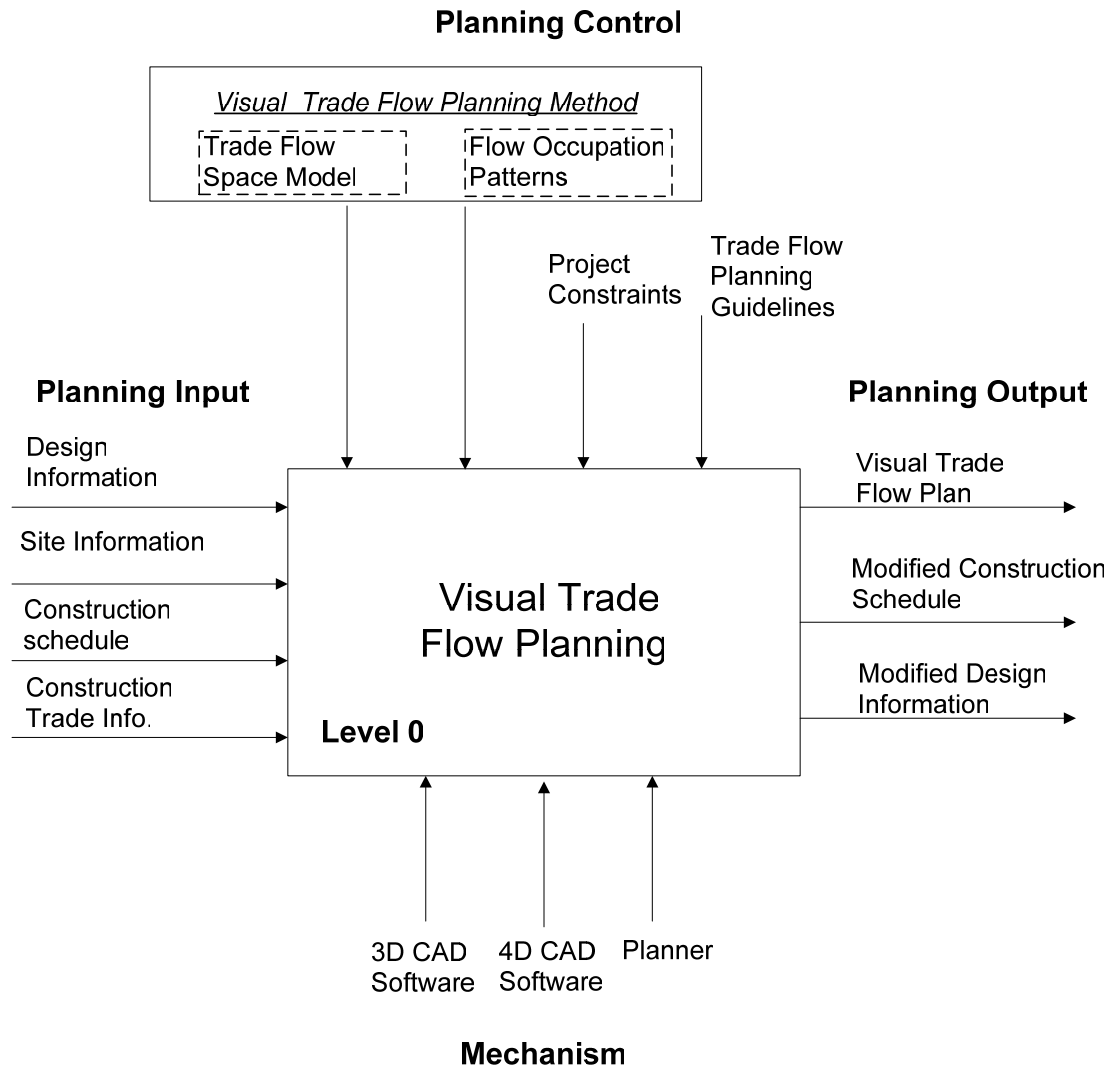 Planning Control
Visual Trade Flow Planning Method
Trade Flow
Space Model
Flow Occupation
Patterns
Project
Constraints
Trade Flow
Planning
Guidelines
Planning Input
Design
Information
Site Information
Construction
schedule
Construction
Trade Info.
Visual Trade
Flow Planning
Level 0
Planning Output
Visual Trade
Flow Plan
Modified Construction
Schedule
Modified Design
Information
3D CAD
Software
4D CAD
Software
Planner
Mechanism